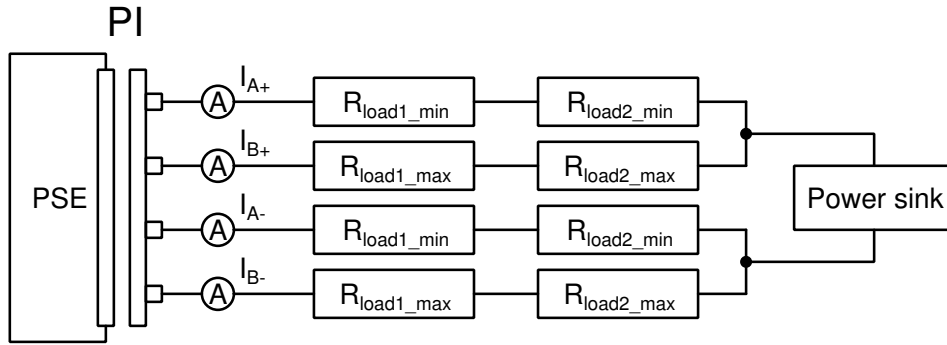 PI
I_A+
A R_load1_min R_load2_min
I_B+
A R_load1_max R_load2_max
PSE
Power sink
I_A-
A R_load1_min R_load2_min
I_B-
A R_load1_max R_load2_max